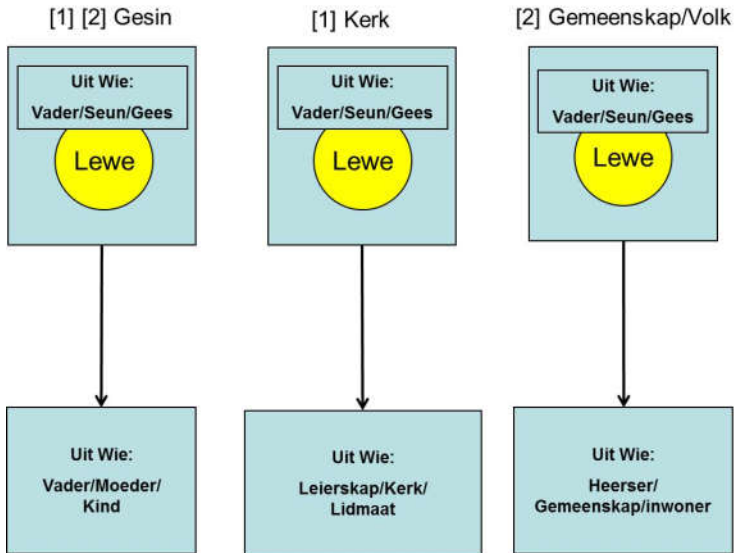 [1] [2] Gesin
Uit Wie:
Vader/Seun/Gees
Lewe
Uit Wie:
Vader/Moeder/
Kind
[1] Kerk
Uit Wie:
Vader/Seun/Gees
Lewe
Uit Wie:
Leierskap/Kerk/
Lidmaat
[2] Gemeenskap/Volk
Uit Wie:
Vader/Seun/Gees
Lewe
Uit Wie:
Heerser/
Gemeenskap/inwoner